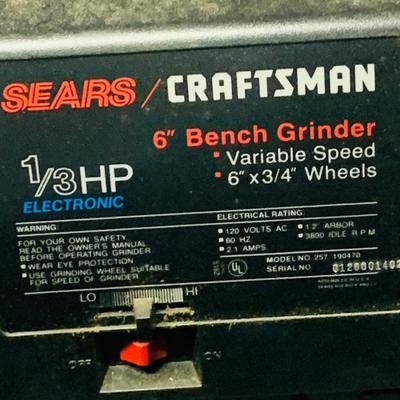 SEARS / CRAFTSMAN
6" Bench Grinder
▪ Variable Speed
▪ 6" x 3/4" Wheels
1/3 HP
ELECTRONIC
WARNING:
FOR YOUR OWN SAFETY
READ THE OWNER'S MANUAL
BEFORE OPERATING GRINDER
▪ WEAR EYE PROTECTION
▪ USE GRINDING WHEEL SUITABLE
FOR SPEED OF GRINDER
ELECTRICAL RATING:
▪ 120 VOLTS AC
▪ 60 HZ
▪ 2.1 AMPS
▪ 1/2" ARBOR
▪ 3800 IDLE R.P.M.
UL
MODEL NO. 257.190470
SERIAL NO
LO
HI
OFF
ON